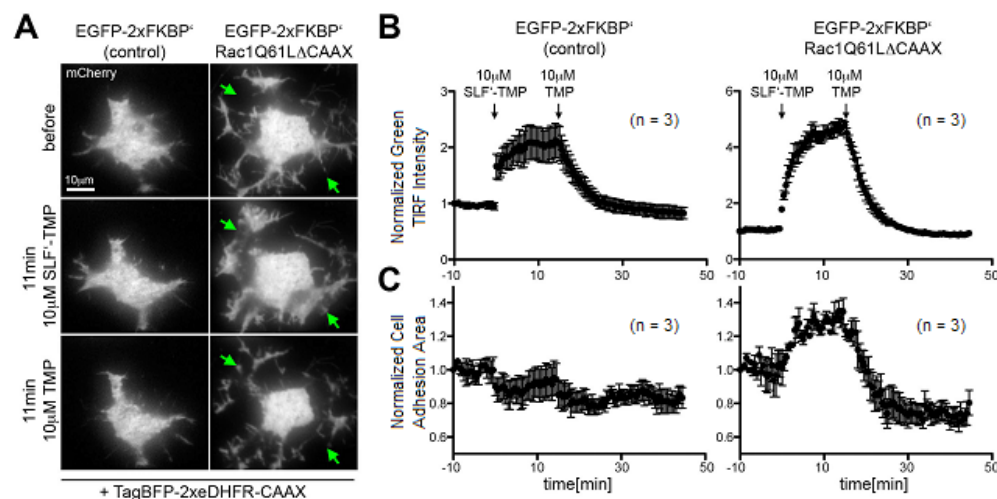 A
EGFP-2xFKBP‘
(control)
EGFP-2xFKBP‘
Rac1Q61LΔCAAX
mCherry
before
10μm
11min
10μM SLF‘-TMP
11min
10μM TMP
+ TagBFP-2xeDHFR-CAAX
B
EGFP-2xFKBP‘
(control)
10μM
SLF‘-TMP
10μM
TMP
(n = 3)
Normalized Green
TIRF Intensity
3
2
1
0
-10
10
30
50
EGFP-2xFKBP‘
Rac1Q61LΔCAAX
10μM
SLF‘-TMP
10μM
TMP
(n = 3)
6
4
2
0
-10
10
30
50
C
Normalized Cell
Adhesion Area
(n = 3)
1.4
1.2
1.0
0.8
0.6
-10
10
30
50
time[min]
(n = 3)
1.4
1.2
1.0
0.8
0.6
-10
10
30
50
time[min]